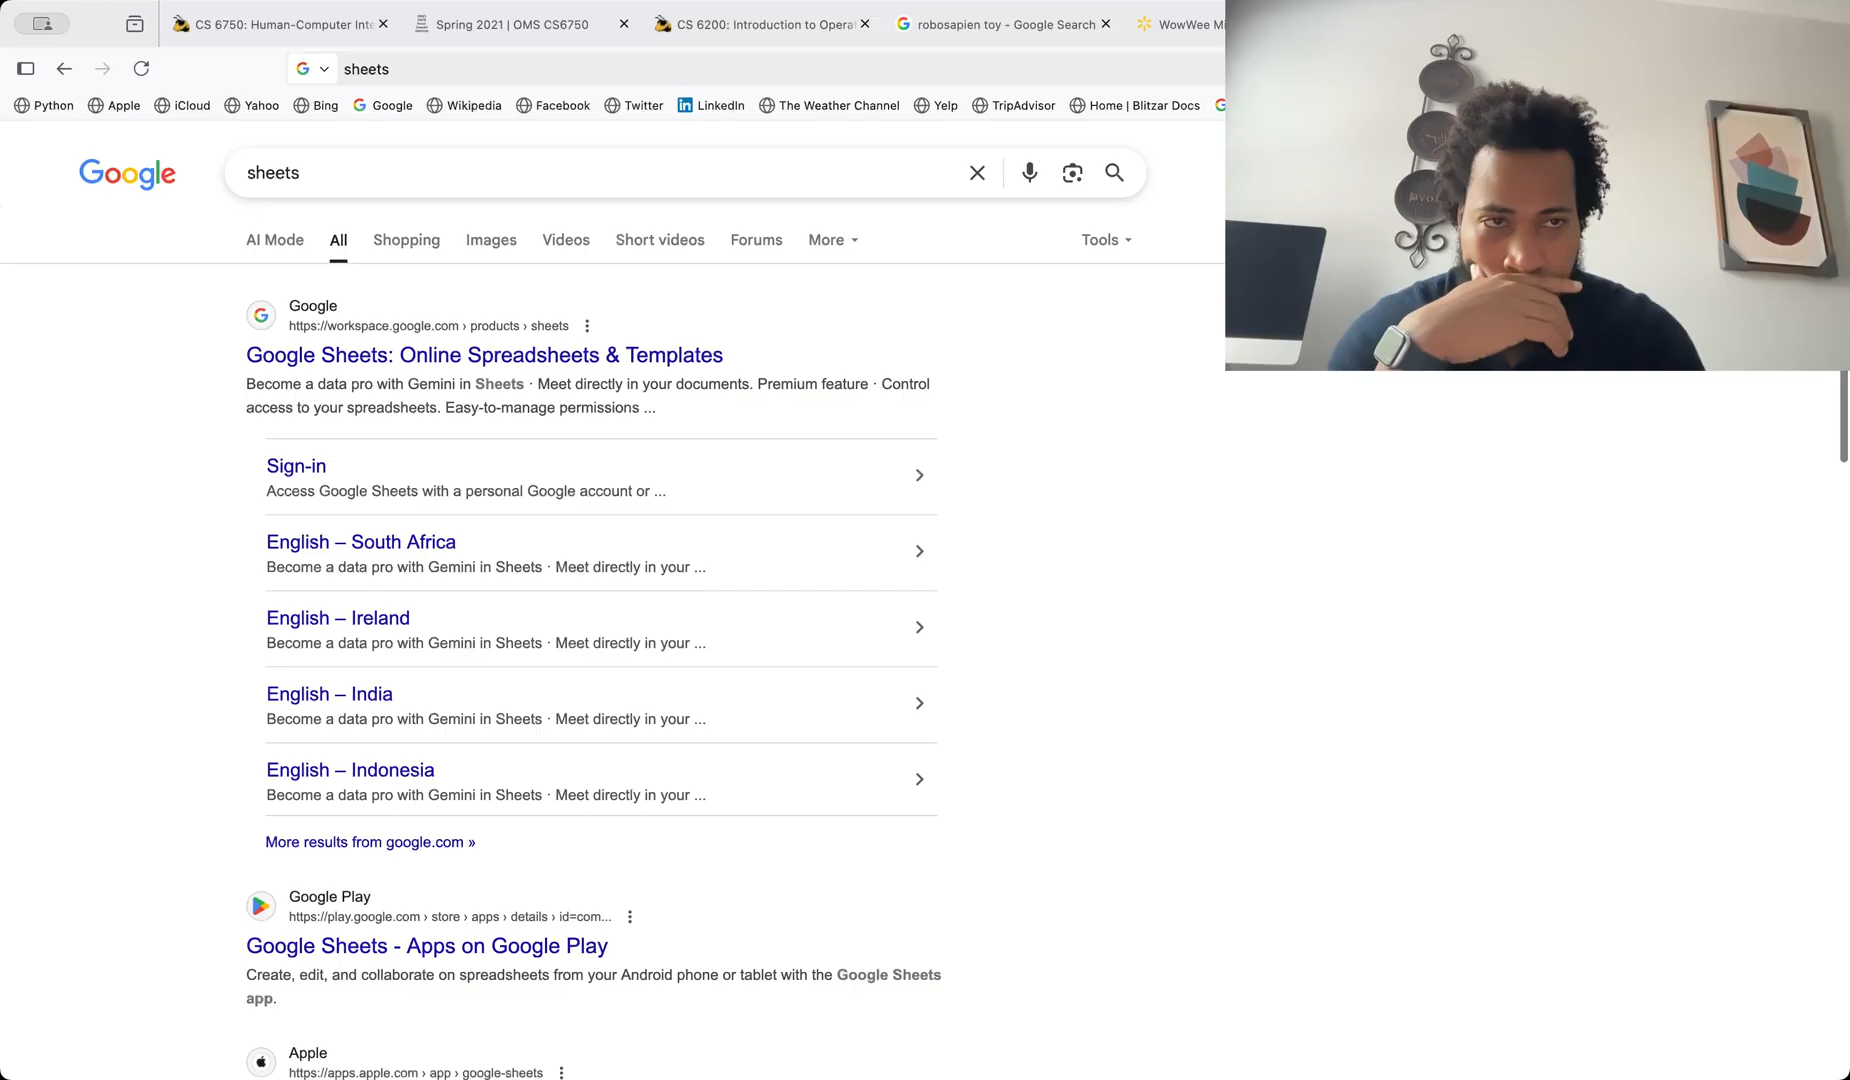 CS 6750: Human-Computer Inte
Spring 2021 | OMS CS6750
CS 6200: Introduction to Opera
robosapien toy - Google Search
WowWee Mi
sheets
Python
Apple
iCloud
Yahoo
Bing
Google
Wikipedia
Facebook
Twitter
LinkedIn
The Weather Channel
Yelp
TripAdvisor
Home | Blitzar Docs
Google
sheets
AI Mode
All
Shopping
Images
Videos
Short videos
Forums
More
Tools
Google
https://workspace.google.com › products › sheets
Google Sheets: Online Spreadsheets & Templates
Become a data pro with Gemini in Sheets · Meet directly in your documents. Premium feature · Control
access to your spreadsheets. Easy-to-manage permissions ...
Sign-in
Access Google Sheets with a personal Google account or ...
English – South Africa
Become a data pro with Gemini in Sheets · Meet directly in your ...
English – Ireland
Become a data pro with Gemini in Sheets · Meet directly in your ...
English – India
Become a data pro with Gemini in Sheets · Meet directly in your ...
English – Indonesia
Become a data pro with Gemini in Sheets · Meet directly in your ...
More results from google.com »
Google Play
https://play.google.com › store › apps › details › id=com...
Google Sheets - Apps on Google Play
Create, edit, and collaborate on spreadsheets from your Android phone or tablet with the Google Sheets
app.
Apple
https://apps.apple.com › app › google-sheets